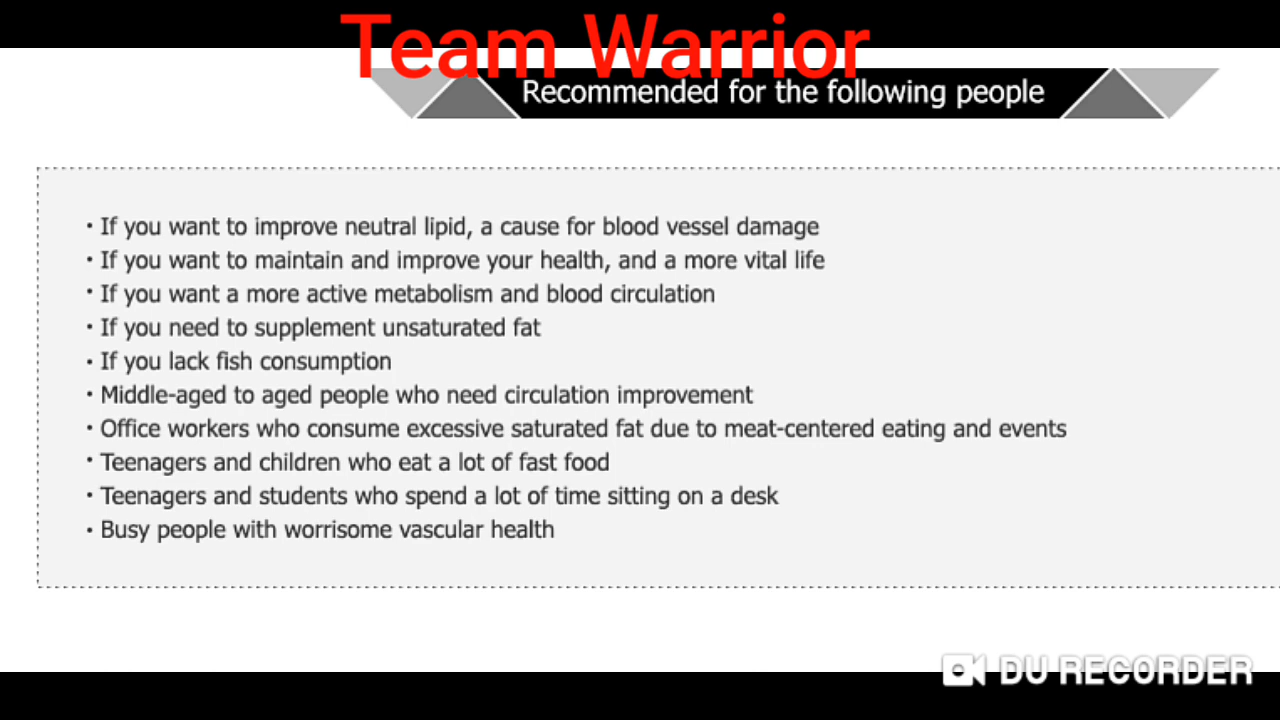 Team Warrior
Recommended for the following people
· If you want to improve neutral lipid, a cause for blood vessel damage
· If you want to maintain and improve your health, and a more vital life
· If you want a more active metabolism and blood circulation
· If you need to supplement unsaturated fat
· If you lack fish consumption
· Middle-aged to aged people who need circulation improvement
· Office workers who consume excessive saturated fat due to meat-centered eating and events
· Teenagers and children who eat a lot of fast food
· Teenagers and students who spend a lot of time sitting on a desk
· Busy people with worrisome vascular health
DU RECORDER